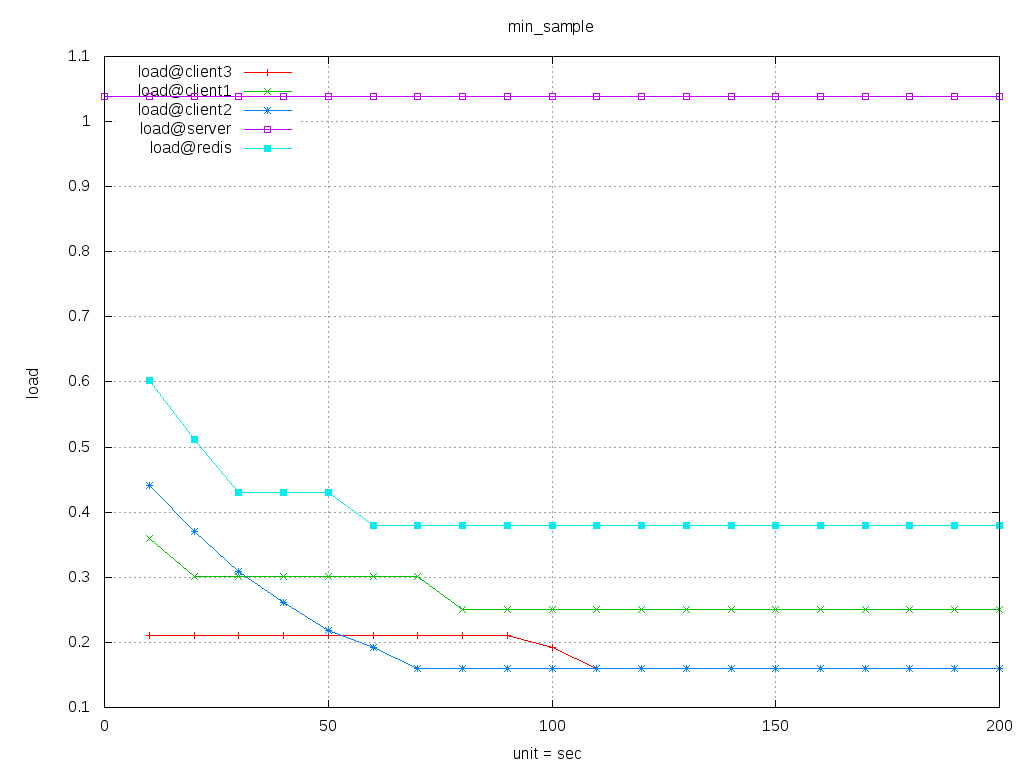 min_sample
1.1
load@client3
load@client1
load@client2
1
load@server
load@redis
0.9
0.8
0.7
load
0.6
0.5
0.4
0.3
0.2
0.1
0 50 100 150 200
unit = sec